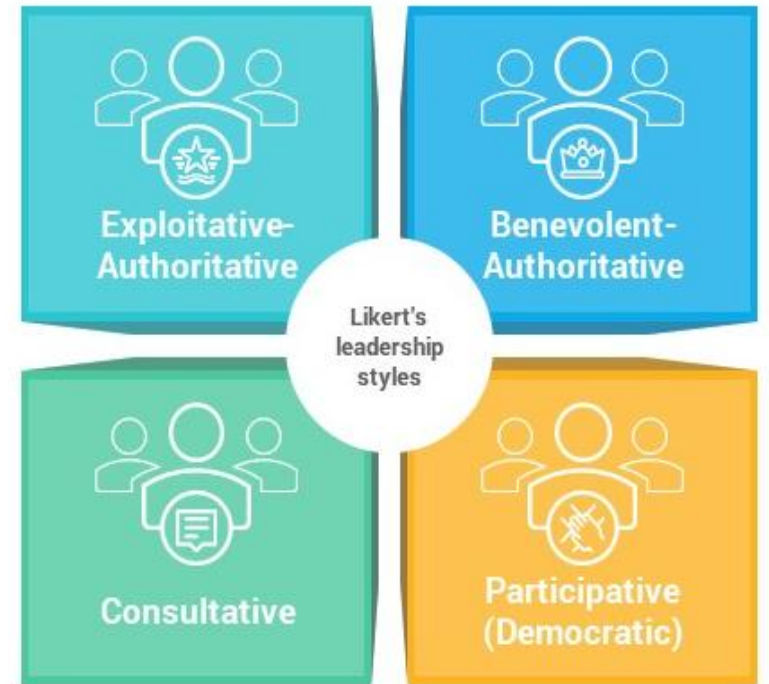 Exploitative-
Authoritative
Benevolent-
Authoritative
Likert's
leadership
styles
Consultative
Participative
(Democratic)